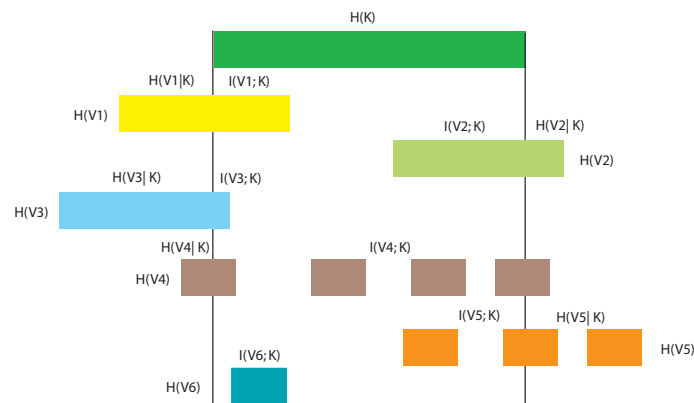 H(K)
H(V1|K) I(V1; K)
H(V1)
I(V2; K) H(V2| K)
H(V2)
H(V3| K) I(V3; K)
H(V3)
H(V4| K) I(V4; K)
H(V4)
I(V5; K) H(V5| K)
H(V5)
I(V6; K)
H(V6)